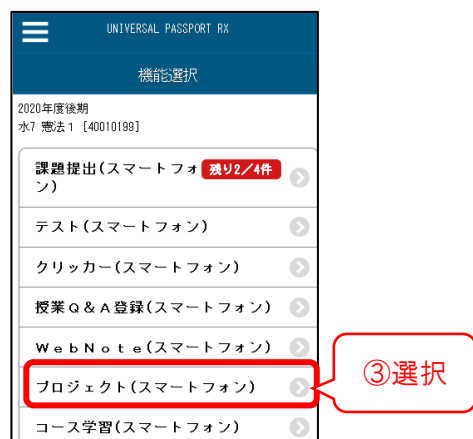 UNIVERSAL PASSPORT RX
機能選択
2020年度後期
水7 憲法1 [40010199]
課題提出(スマートフォ 残り2/4件
ン)
テスト(スマートフォン)
クリッカー(スマートフォン)
授業Q&A登録(スマートフォン)
WebNote(スマートフォン)
プロジェクト(スマートフォン)
③選択
コース学習(スマートフォン)